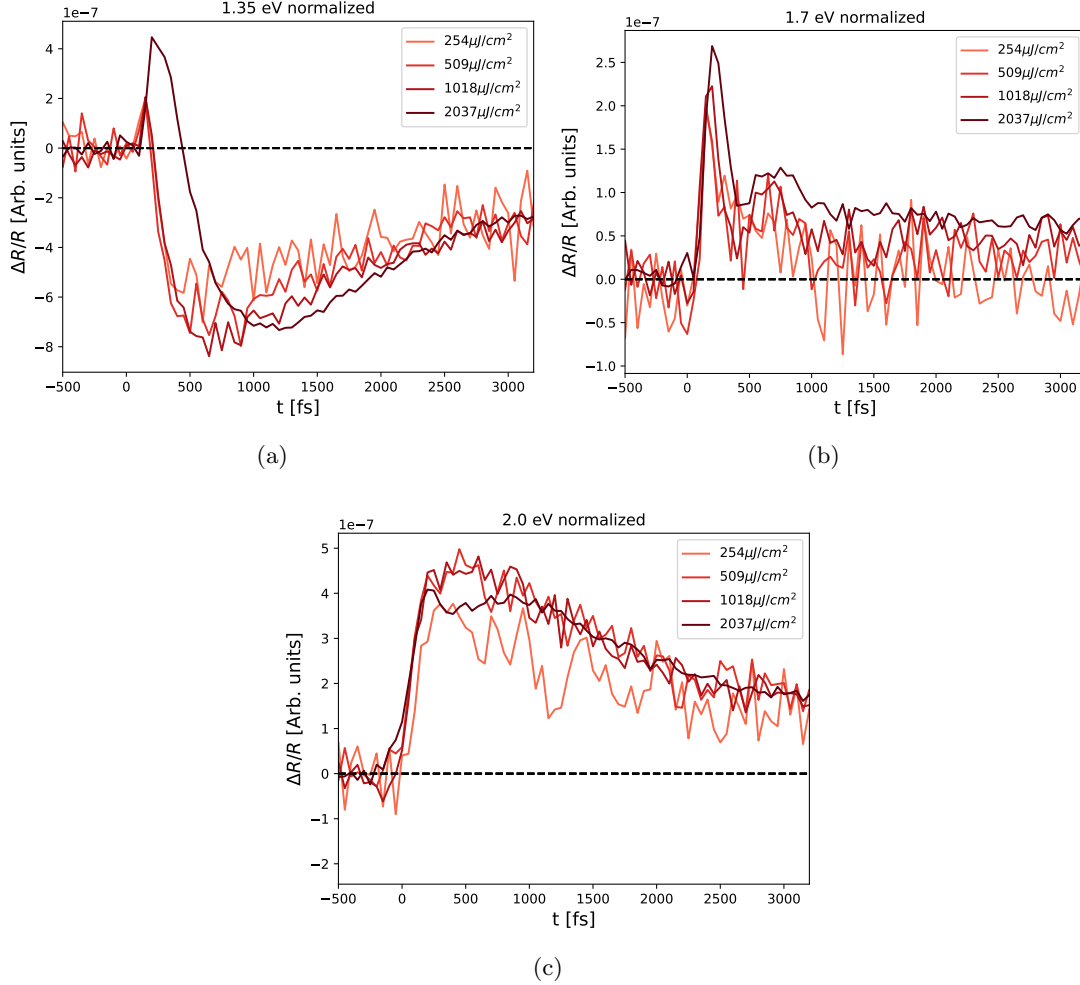 1.35 eV normalized
1e−7
ΔR/R [Arb. units]
4
2
0
−2
−4
−6
−8
−500 0 500 1000 1500 2000 2500 3000
t [fs]
254μJ/cm²
509μJ/cm²
1018μJ/cm²
2037μJ/cm²
(a)
1.7 eV normalized
1e−7
ΔR/R [Arb. units]
2.5
2.0
1.5
1.0
0.5
0.0
−0.5
−1.0
−500 0 500 1000 1500 2000 2500 3000
t [fs]
254μJ/cm²
509μJ/cm²
1018μJ/cm²
2037μJ/cm²
(b)
2.0 eV normalized
1e−7
ΔR/R [Arb. units]
5
4
3
2
1
0
−1
−2
−500 0 500 1000 1500 2000 2500 3000
t [fs]
254μJ/cm²
509μJ/cm²
1018μJ/cm²
2037μJ/cm²
(c)